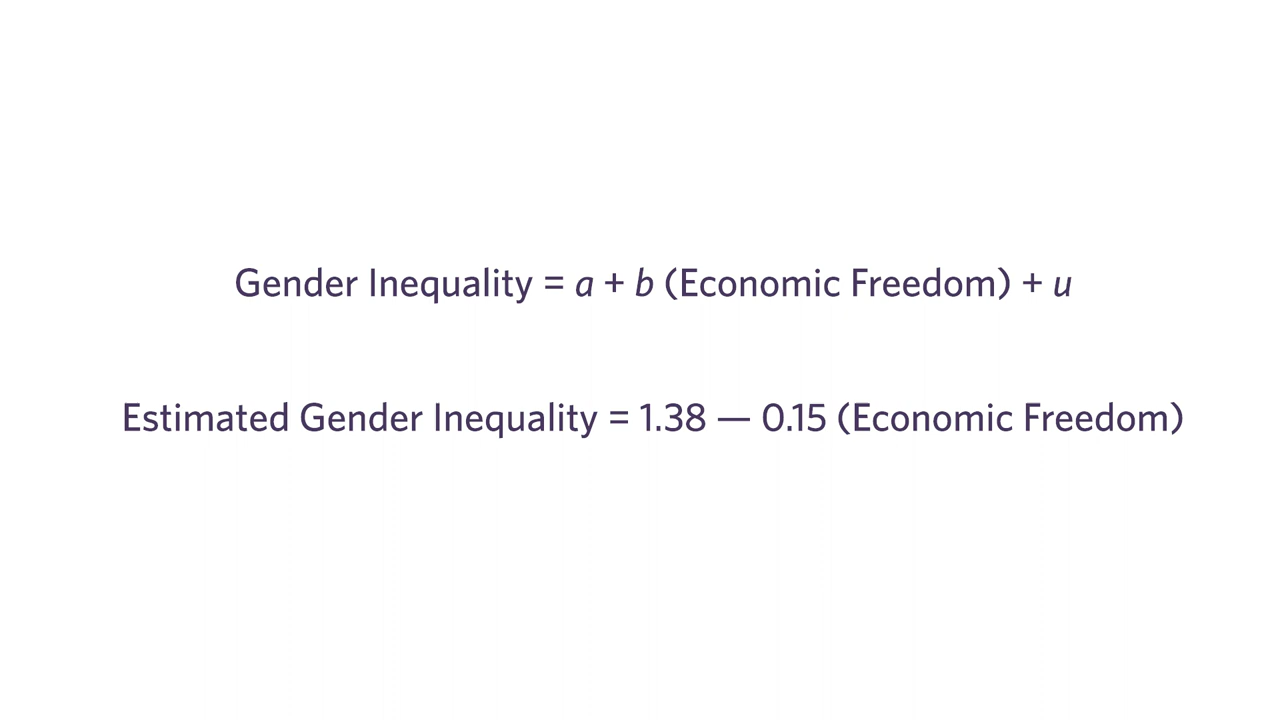 Gender Inequality = a + b (Economic Freedom) + u
Estimated Gender Inequality = 1.38 — 0.15 (Economic Freedom)